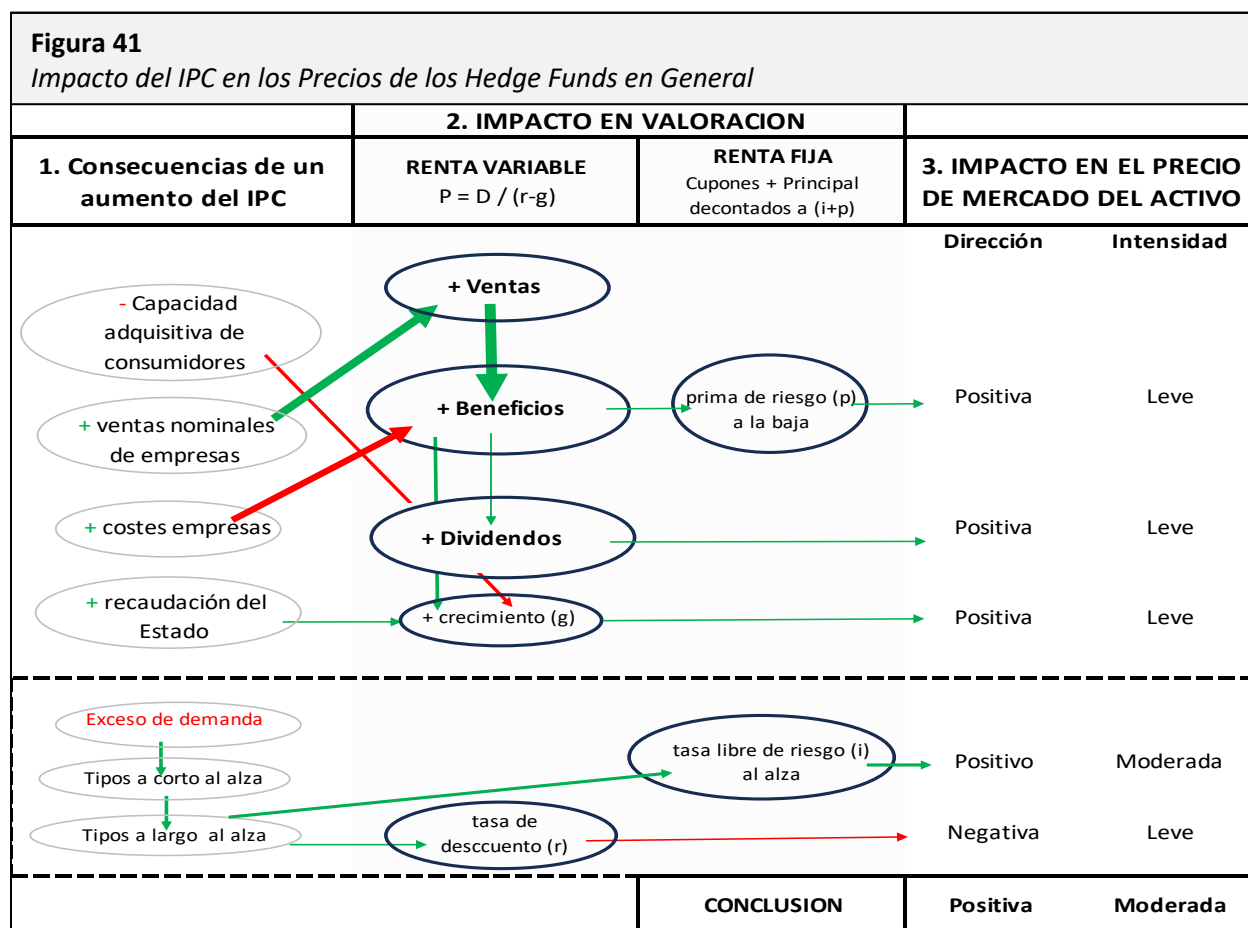 Figura 41
Impacto del IPC en los Precios de los Hedge Funds en General
2. IMPACTO EN VALORACION
1. Consecuencias de un
aumento del IPC
RENTA VARIABLE
P = D / (r-g)
RENTA FIJA
Cupones + Principal
decontados a (i+p)
3. IMPACTO EN EL PRECIO
DE MERCADO DEL ACTIVO
Dirección
Intensidad
- Capacidad
adquisitiva de
consumidores
+ ventas nominales
de empresas
+ costes empresas
+ recaudación del
Estado
+ Ventas
+ Beneficios
+ Dividendos
+ crecimiento (g)
prima de riesgo (p)
a la baja
Positiva
Leve
Positiva
Leve
Positiva
Leve
Exceso de demanda
Tipos a corto al alza
Tipos a largo al alza
tasa de
desccuento (r)
tasa libre de riesgo (i)
al alza
Positivo
Moderada
Negativa
Leve
CONCLUSION
Positiva
Moderada